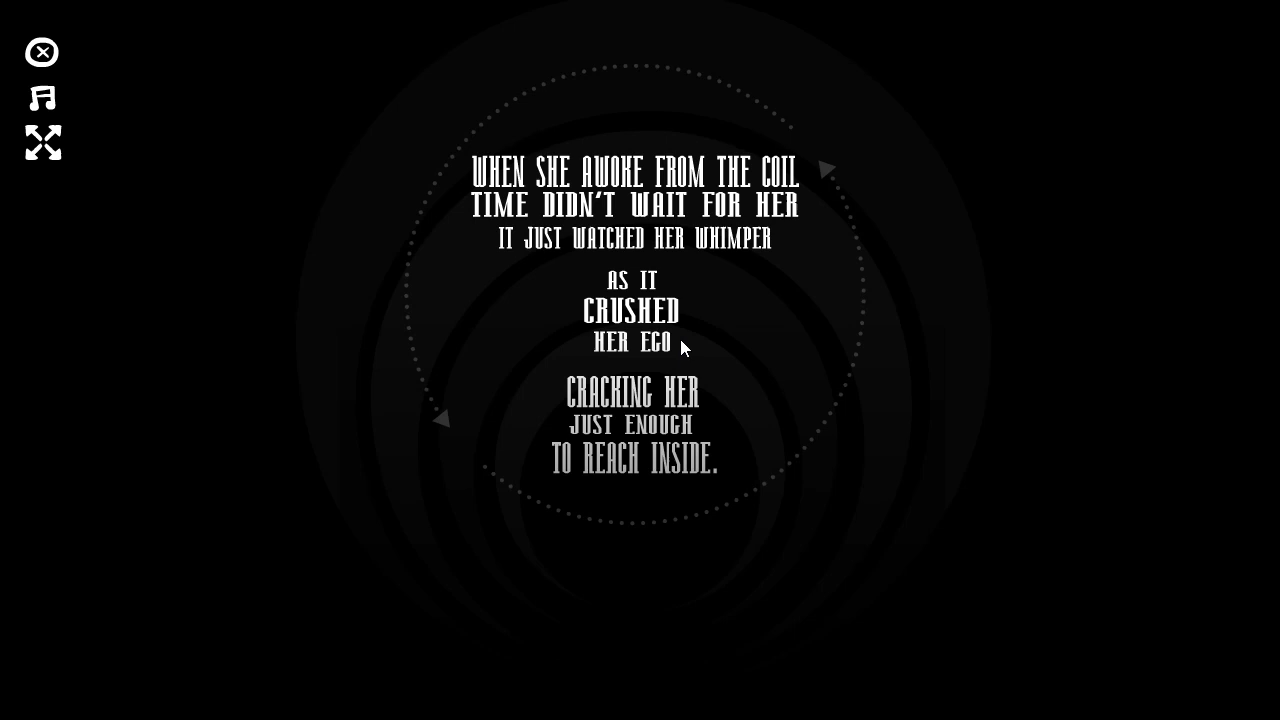 WHEN SHE AWOKE FROM THE COIL
TIME DIDN'T WAIT FOR HER
IT JUST WATCHED HER WHIMPER
AS IT
CRUSHED
HER EGO
CRACKING HER
JUST ENOUGH
TO REACH INSIDE.